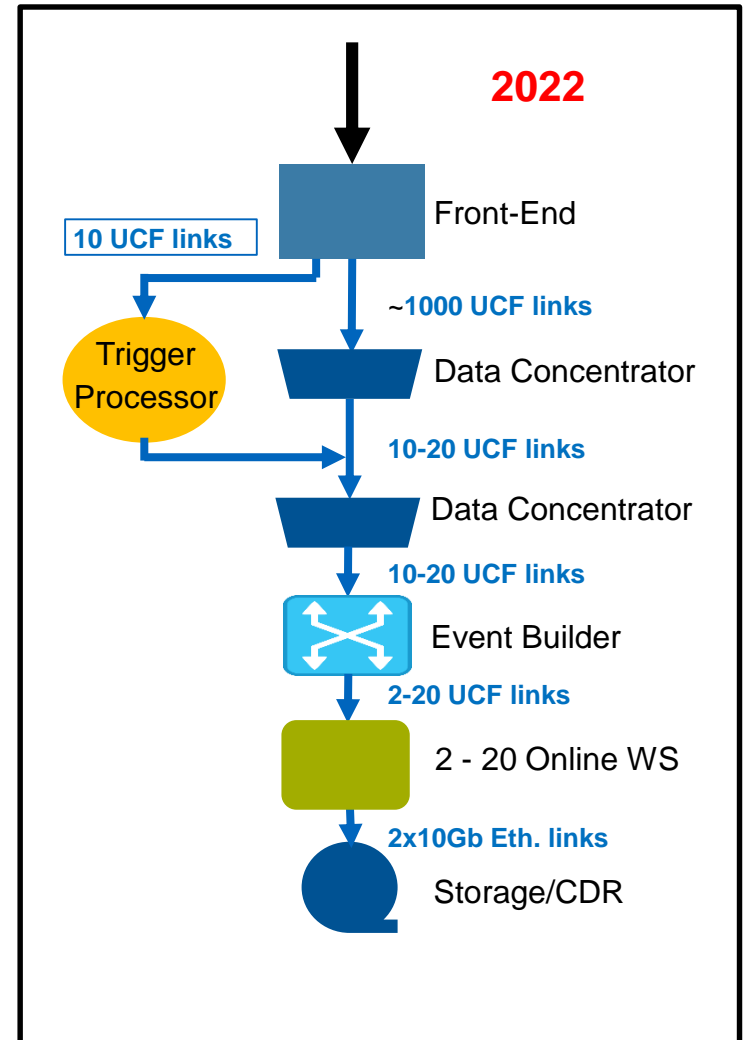 2022
Front-End
10 UCF links
~1000 UCF links
Trigger
Processor
Data Concentrator
10-20 UCF links
Data Concentrator
10-20 UCF links
Event Builder
2-20 UCF links
2 - 20 Online WS
2x10Gb Eth. links
Storage/CDR